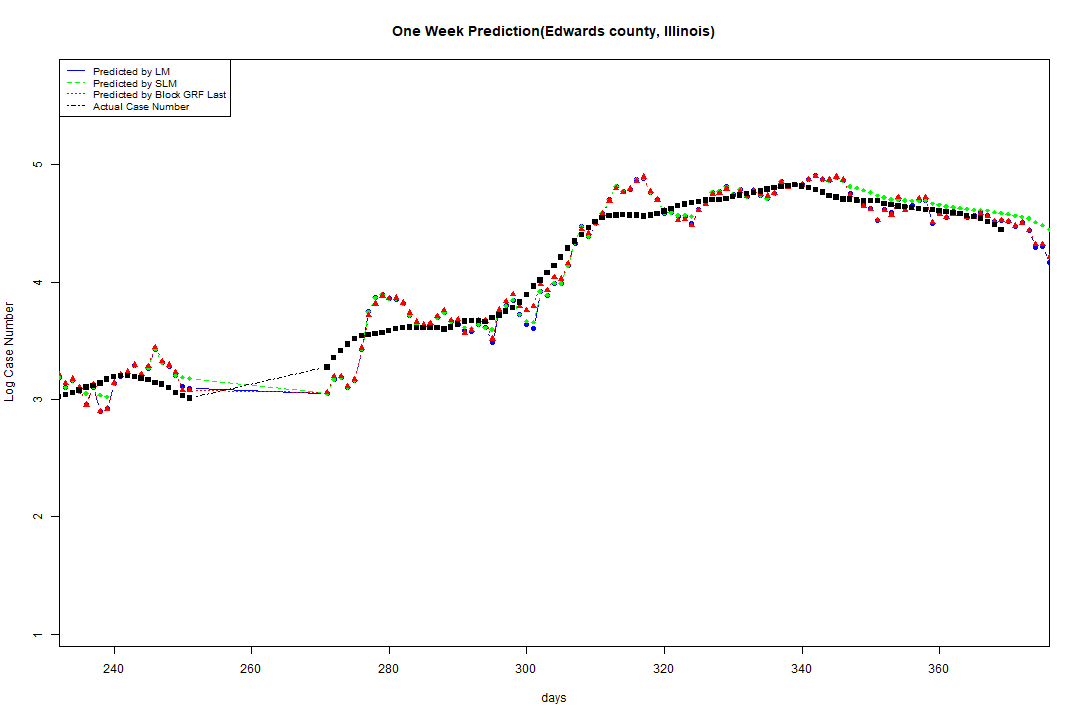 One Week Prediction(Edwards county, Illinois)
Predicted by LM
Predicted by SLM
Predicted by Block GRF Last
Actual Case Number
5
4
3
2
1
Log Case Number
240 260 280 300 320 340 360
days